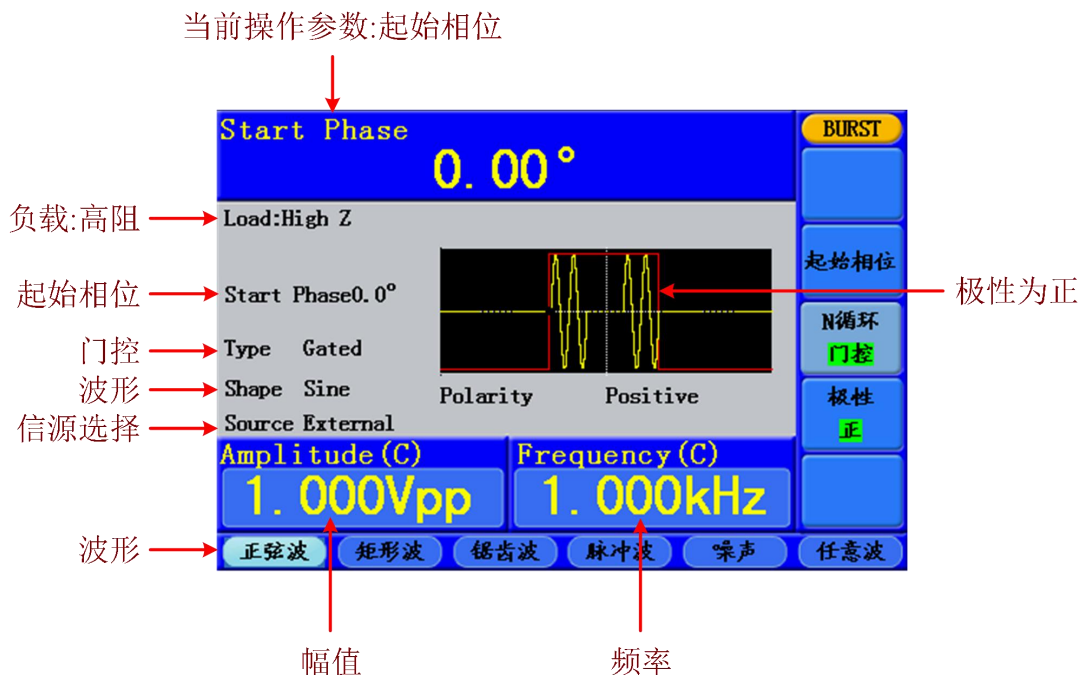 当前操作参数:起始相位
Start Phase
0.00°
BURST
负载:高阻
Load:High Z
起始相位
起始相位
Start Phase0.0°
极性为正
N循环
门控
门控
Type Gated
波形
Shape Sine
Polarity Positive
极性
正
信源选择
Source External
Amplitude(C)
Frequency(C)
1.000Vpp
1.000kHz
波形
正弦波
矩形波
锯齿波
脉冲波
噪声
任意波
幅值
频率